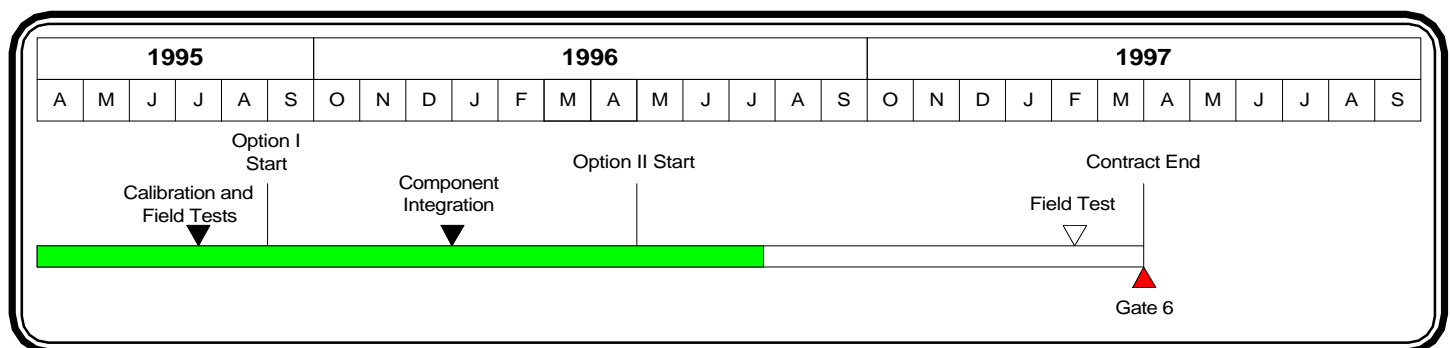 1995 1996 1997
A M J J A S O N D J F M A M J J A S O N D J F M A M J J A S
Option I
Start
Calibration and
Field Tests
Component
Integration
Option II Start
Field Test
Contract End
Gate 6